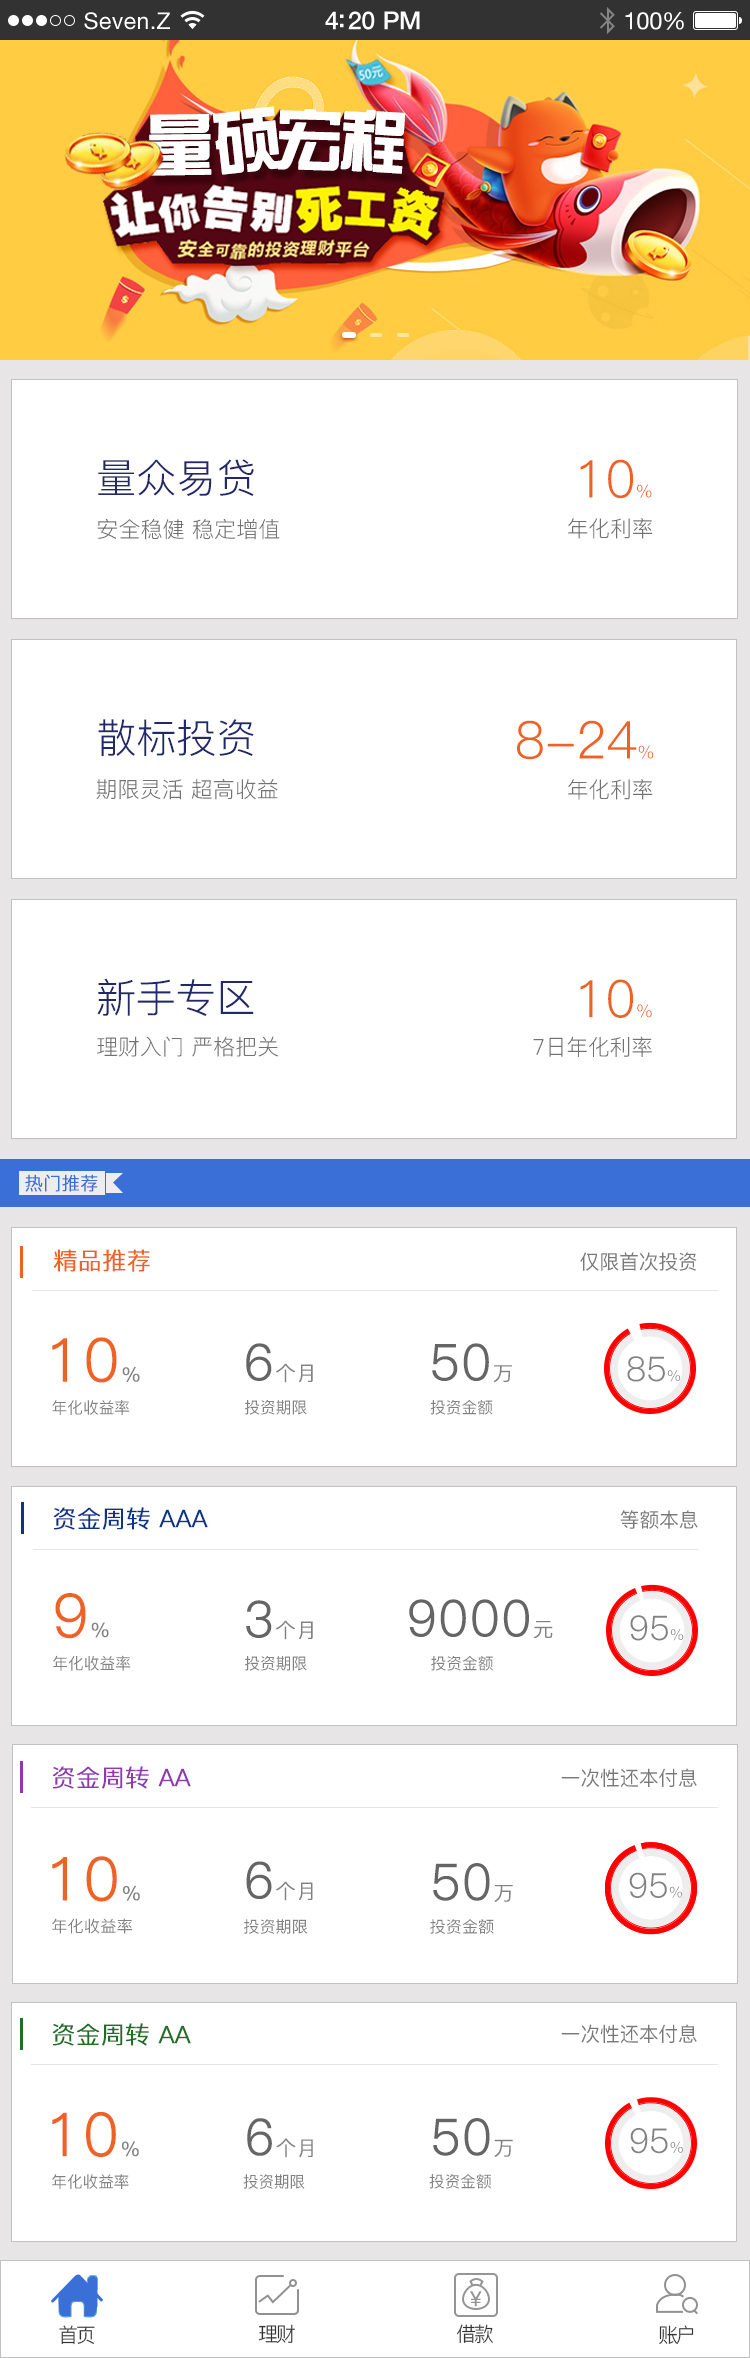 Seven.Z 4:20 PM 100%
50元
量硕宏程
让你告别死工资
安全可靠的投资理财平台
量众易贷 10%
安全稳健 稳定增值 年化利率
散标投资 8-24%
期限灵活 超高收益 年化利率
新手专区 10%
理财入门 严格把关 7日年化利率
热门推荐
精品推荐 仅限首次投资
10% 6个月 50万 85%
年化收益率 投资期限 投资金额
资金周转 AAA 等额本息
9% 3个月 9000元 95%
年化收益率 投资期限 投资金额
资金周转 AA 一次性还本付息
10% 6个月 50万 95%
年化收益率 投资期限 投资金额
资金周转 AA 一次性还本付息
10% 6个月 50万 95%
年化收益率 投资期限 投资金额
首页 理财 借款 账户